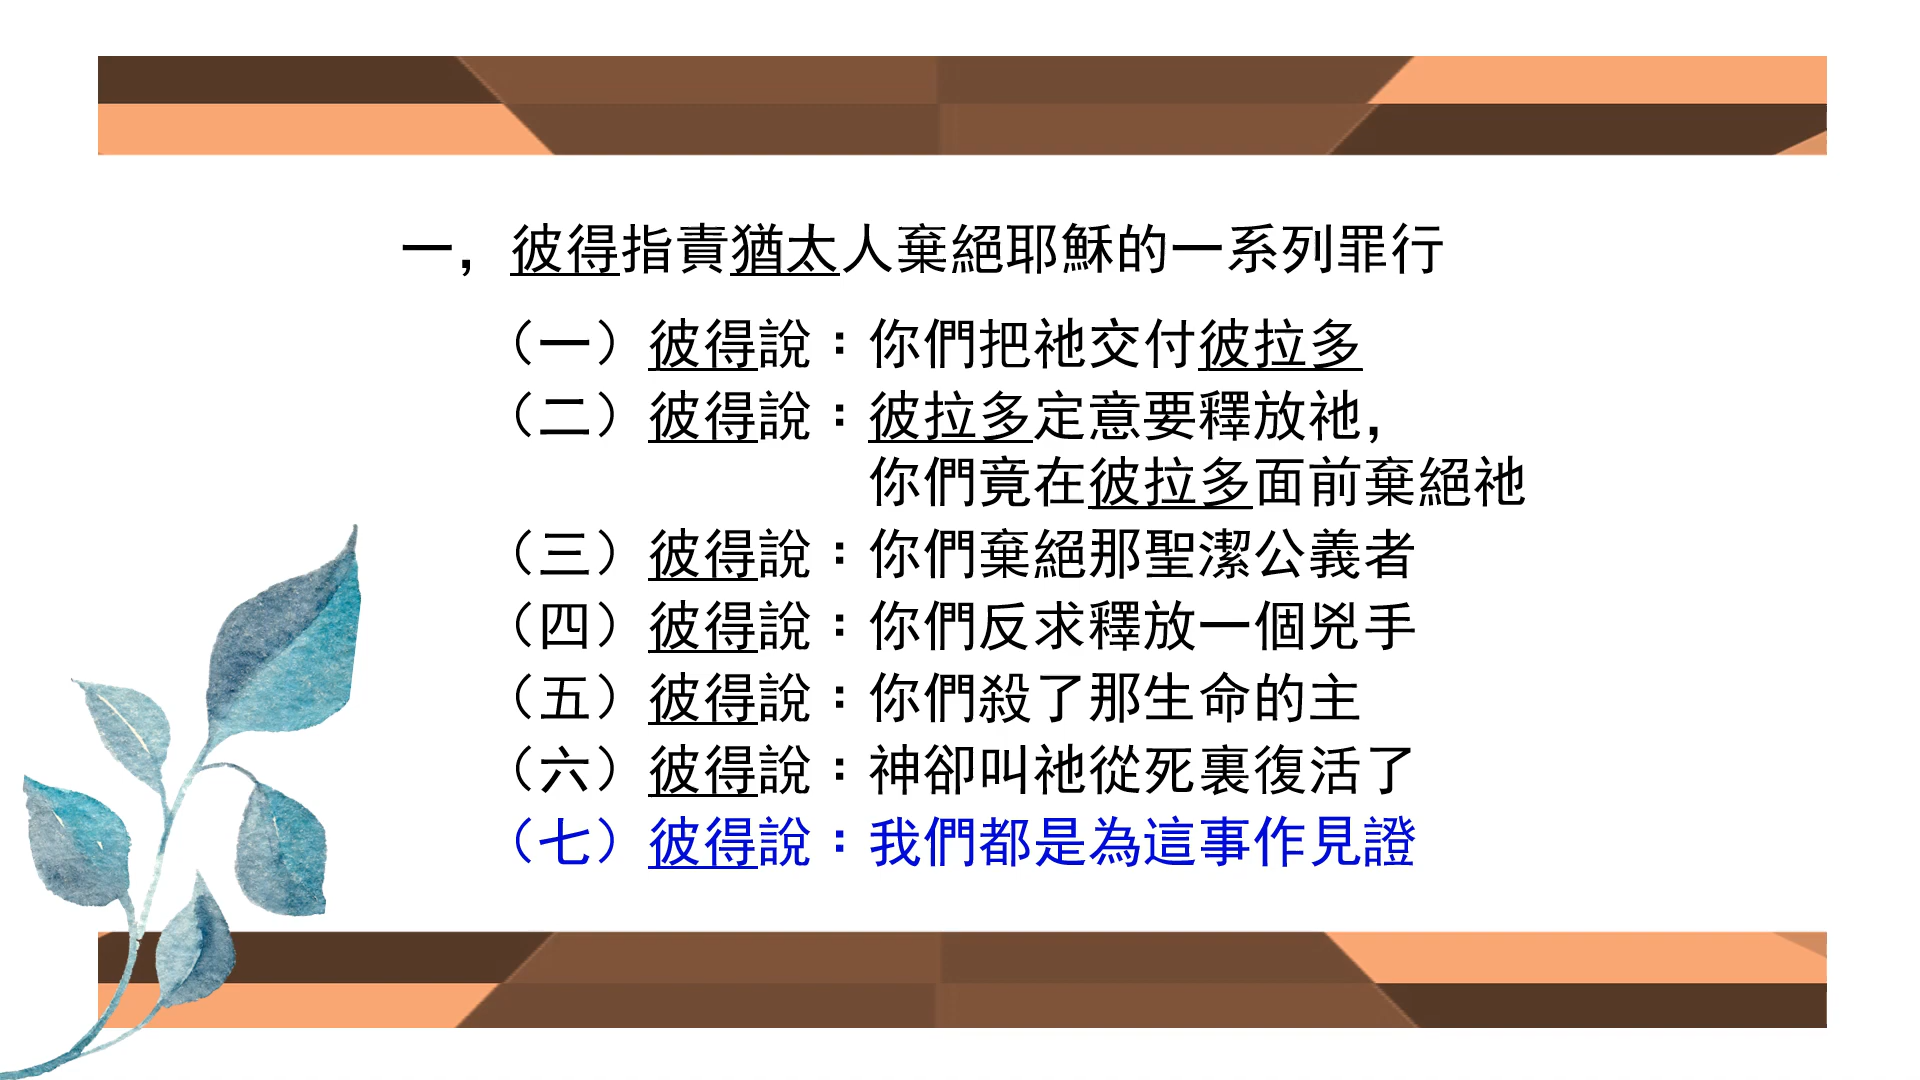 一，彼得指責猶太人棄絕耶穌的一系列罪行
（一）彼得說：你們把祂交付彼拉多
（二）彼得說：彼拉多定意要釋放祂，
你們竟在彼拉多面前棄絕祂
（三）彼得說：你們棄絕那聖潔公義者
（四）彼得說：你們反求釋放一個兇手
（五）彼得說：你們殺了那生命的主
（六）彼得說：神卻叫祂從死裏復活了
（七）彼得說：我們都是為這事作見證